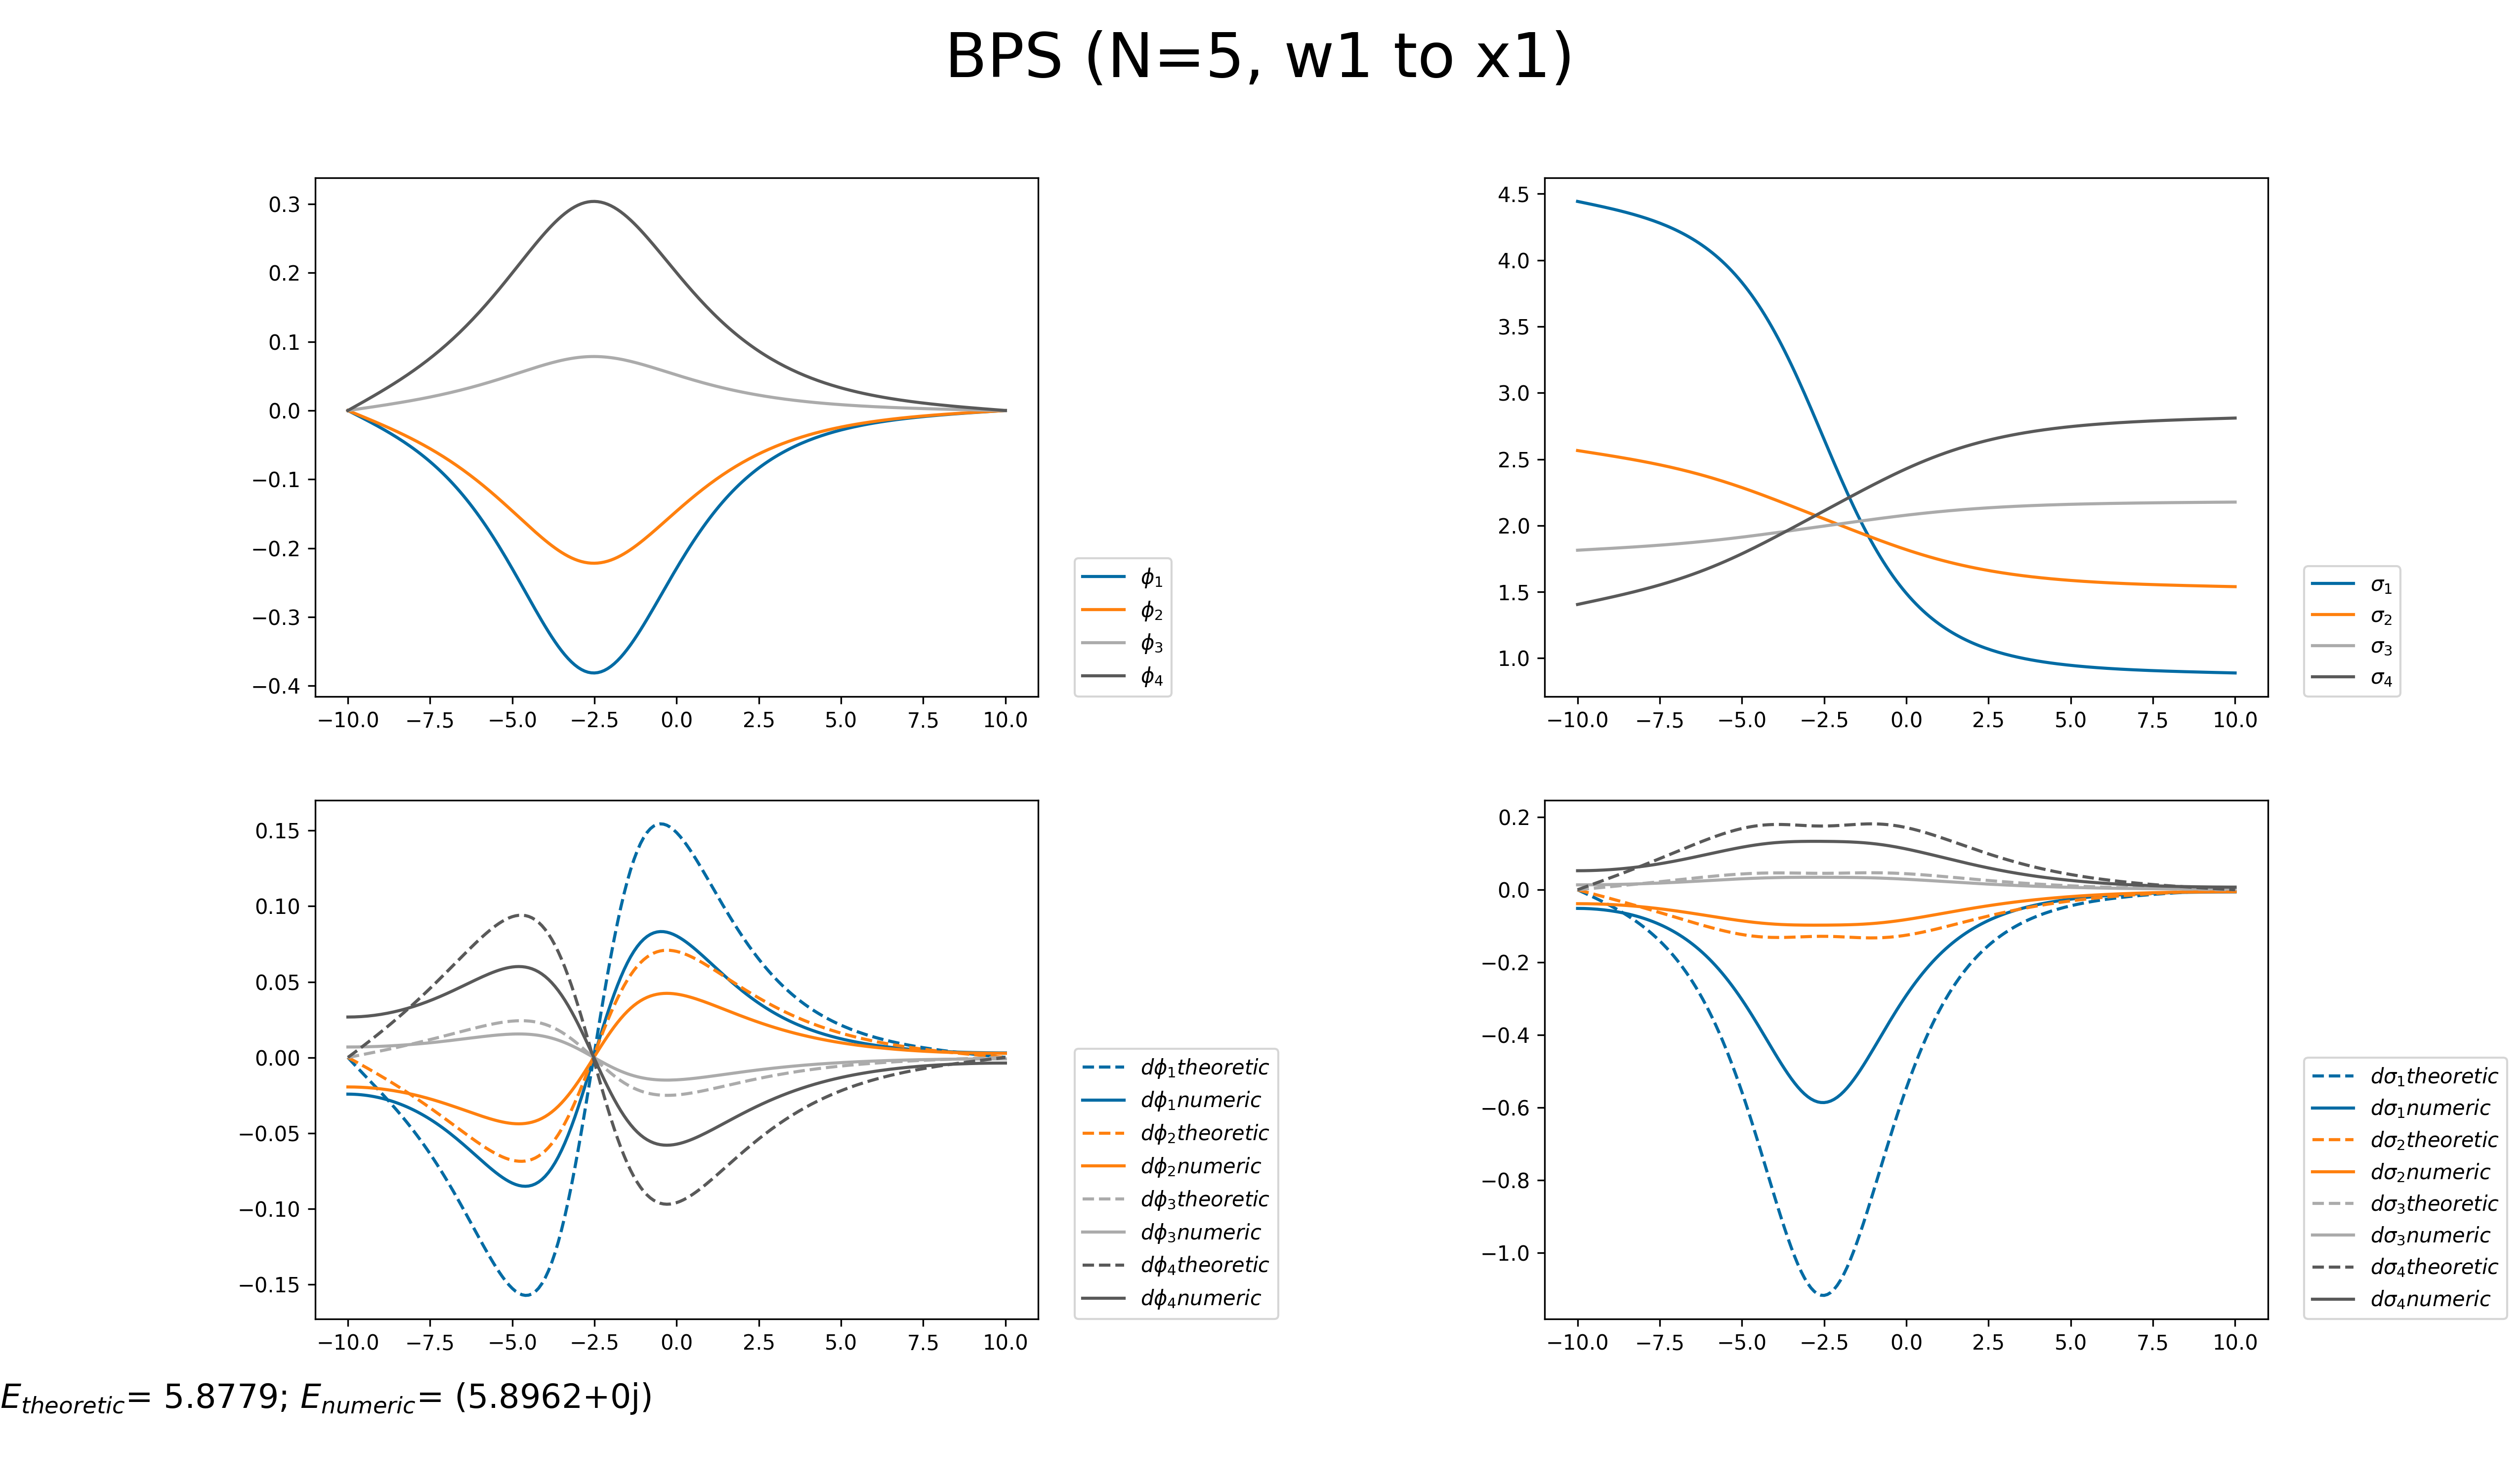 BPS (N=5, w1 to x1)
0.3
0.2
0.1
0.0
−0.1
−0.2
−0.3
−0.4
−10.0 −7.5 −5.0 −2.5 0.0 2.5 5.0 7.5 10.0
ϕ₁
ϕ₂
ϕ₃
ϕ₄
4.5
4.0
3.5
3.0
2.5
2.0
1.5
1.0
−10.0 −7.5 −5.0 −2.5 0.0 2.5 5.0 7.5 10.0
σ₁
σ₂
σ₃
σ₄
0.15
0.10
0.05
0.00
−0.05
−0.10
−0.15
−10.0 −7.5 −5.0 −2.5 0.0 2.5 5.0 7.5 10.0
dϕ₁theoretic
dϕ₁numeric
dϕ₂theoretic
dϕ₂numeric
dϕ₃theoretic
dϕ₃numeric
dϕ₄theoretic
dϕ₄numeric
0.2
0.0
−0.2
−0.4
−0.6
−0.8
−1.0
−10.0 −7.5 −5.0 −2.5 0.0 2.5 5.0 7.5 10.0
dσ₁theoretic
dσ₁numeric
dσ₂theoretic
dσ₂numeric
dσ₃theoretic
dσ₃numeric
dσ₄theoretic
dσ₄numeric
Etheoretic= 5.8779; Enumeric= (5.8962+0j)